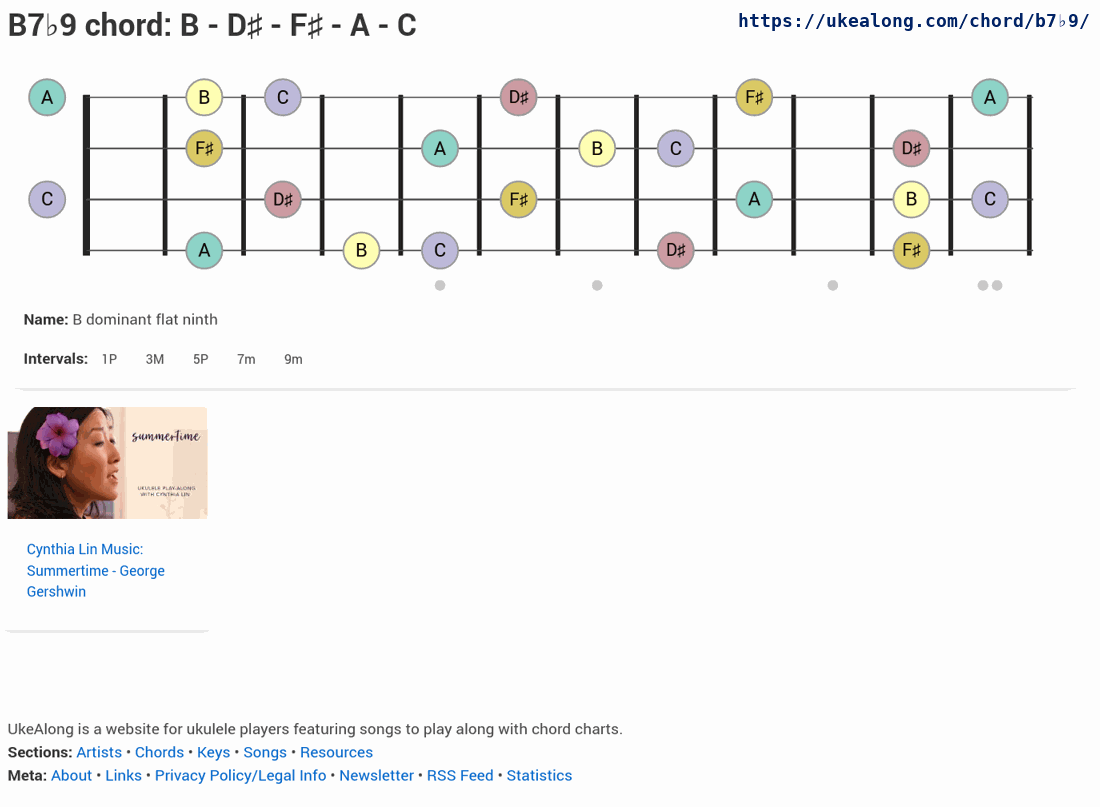 B7♭9 chord: B - D♯ - F♯ - A - C
https://ukealong.com/chord/b7♭9/
A B C D♯ F♯ A
F♯ A B C D♯
C D♯ F♯ A B C
A B C D♯ F♯
Name: B dominant flat ninth
Intervals: 1P 3M 5P 7m 9m
summertime
UKULELE PLAY-ALONG
WITH CYNTHIA LIN
Cynthia Lin Music:
Summertime - George
Gershwin
UkeAlong is a website for ukulele players featuring songs to play along with chord charts.
Sections: Artists • Chords • Keys • Songs • Resources
Meta: About • Links • Privacy Policy/Legal Info • Newsletter • RSS Feed • Statistics